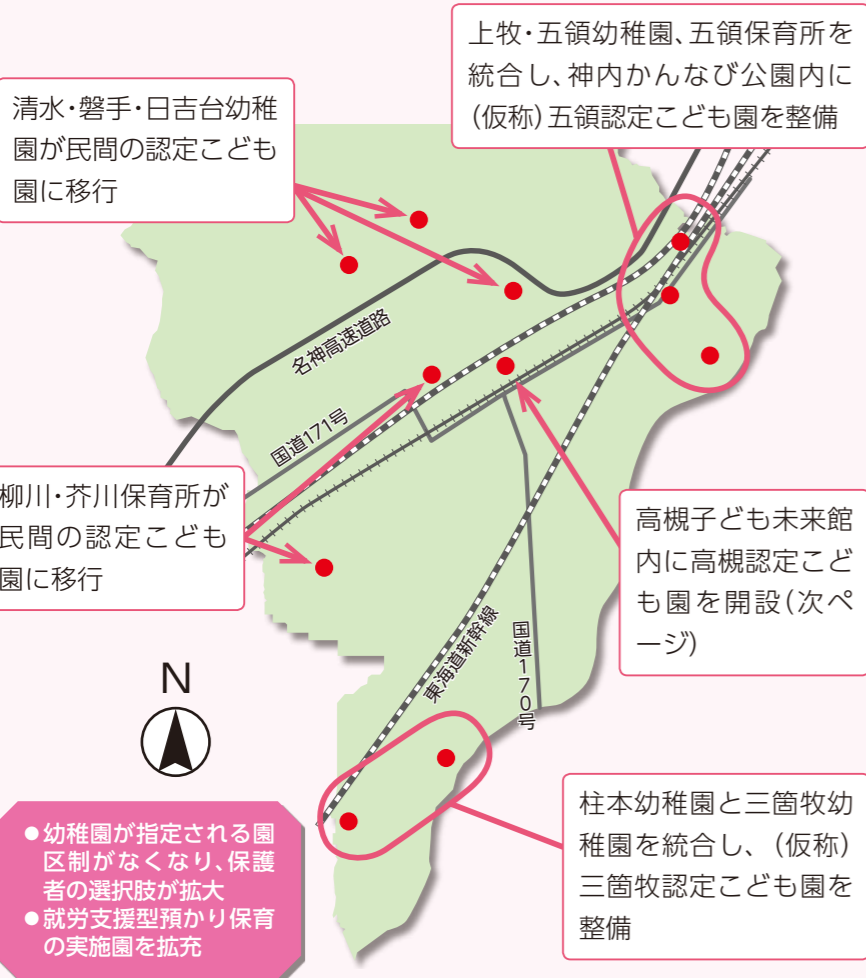 上牧・五領幼稚園、五領保育所を
統合し、神内かんなび公園内に
(仮称)五領認定こども園を整備
清水・磐手・日吉台幼稚
園が民間の認定こども
園に移行
名神高速道路
国道171号
柳川・芥川保育所が
民間の認定こども
園に移行
高槻子ども未来館
内に高槻認定こど
も園を開設(次ペ
ージ)
東海道新幹線
国道170号
N
柱本幼稚園と三箇牧幼
稚園を統合し、(仮称)
三箇牧認定こども園を
整備
●幼稚園が指定される園
区制がなくなり、保護
者の選択肢が拡大
●就労支援型預かり保育
の実施園を拡充